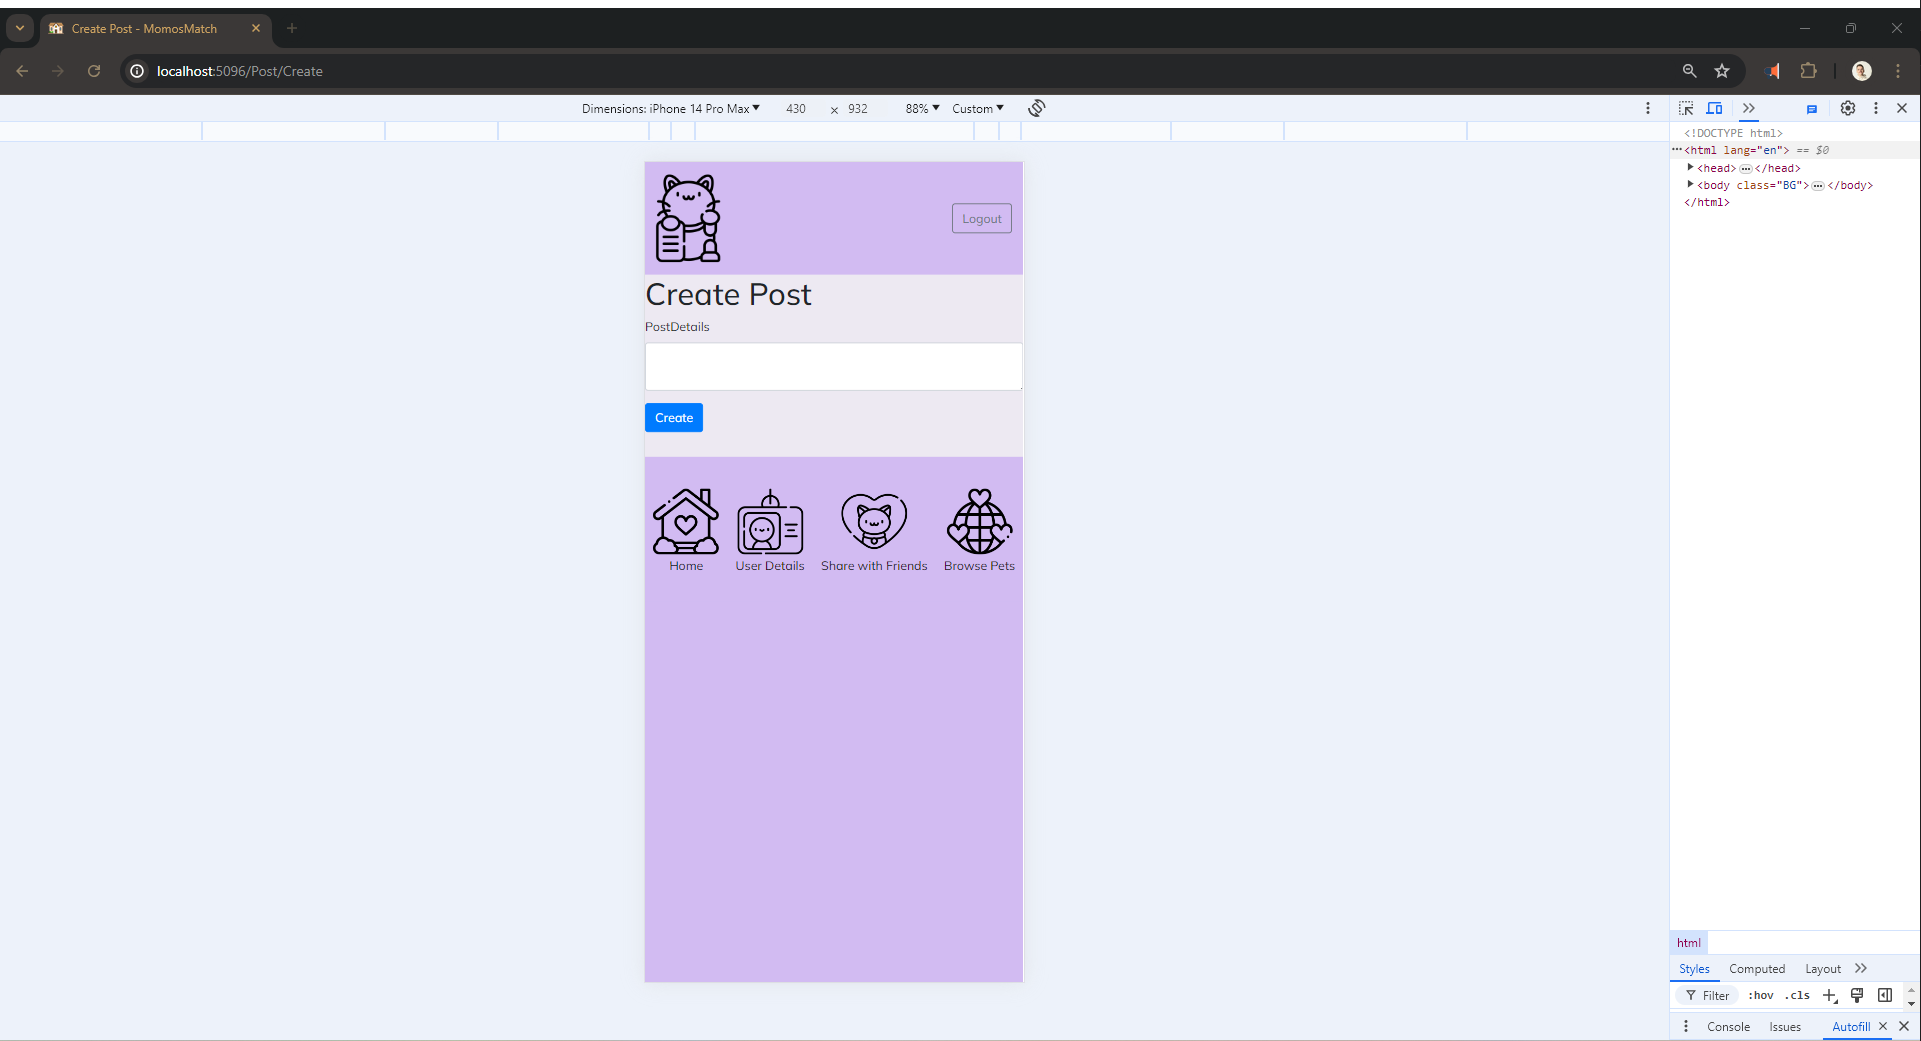 Create Post - MomosMatch
localhost:5096/Post/Create
Dimensions: iPhone 14 Pro Max 430 × 932 88% Custom
<!DOCTYPE html>
<html lang="en"> == $0
<head> … </head>
<body class="BG"> … </body>
</html>
Logout
Create Post
PostDetails
Create
Home User Details Share with Friends Browse Pets
html
Styles Computed Layout
Filter :hov .cls
Console Issues Autofill